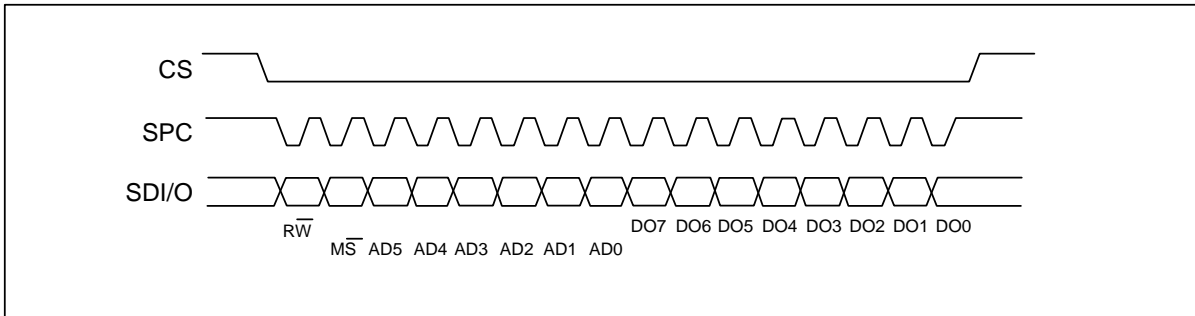 CS
SPC
SDI/O
RW̅
DO7 DO6 DO5 DO4 DO3 DO2 DO1 DO0
MS̅ AD5 AD4 AD3 AD2 AD1 AD0